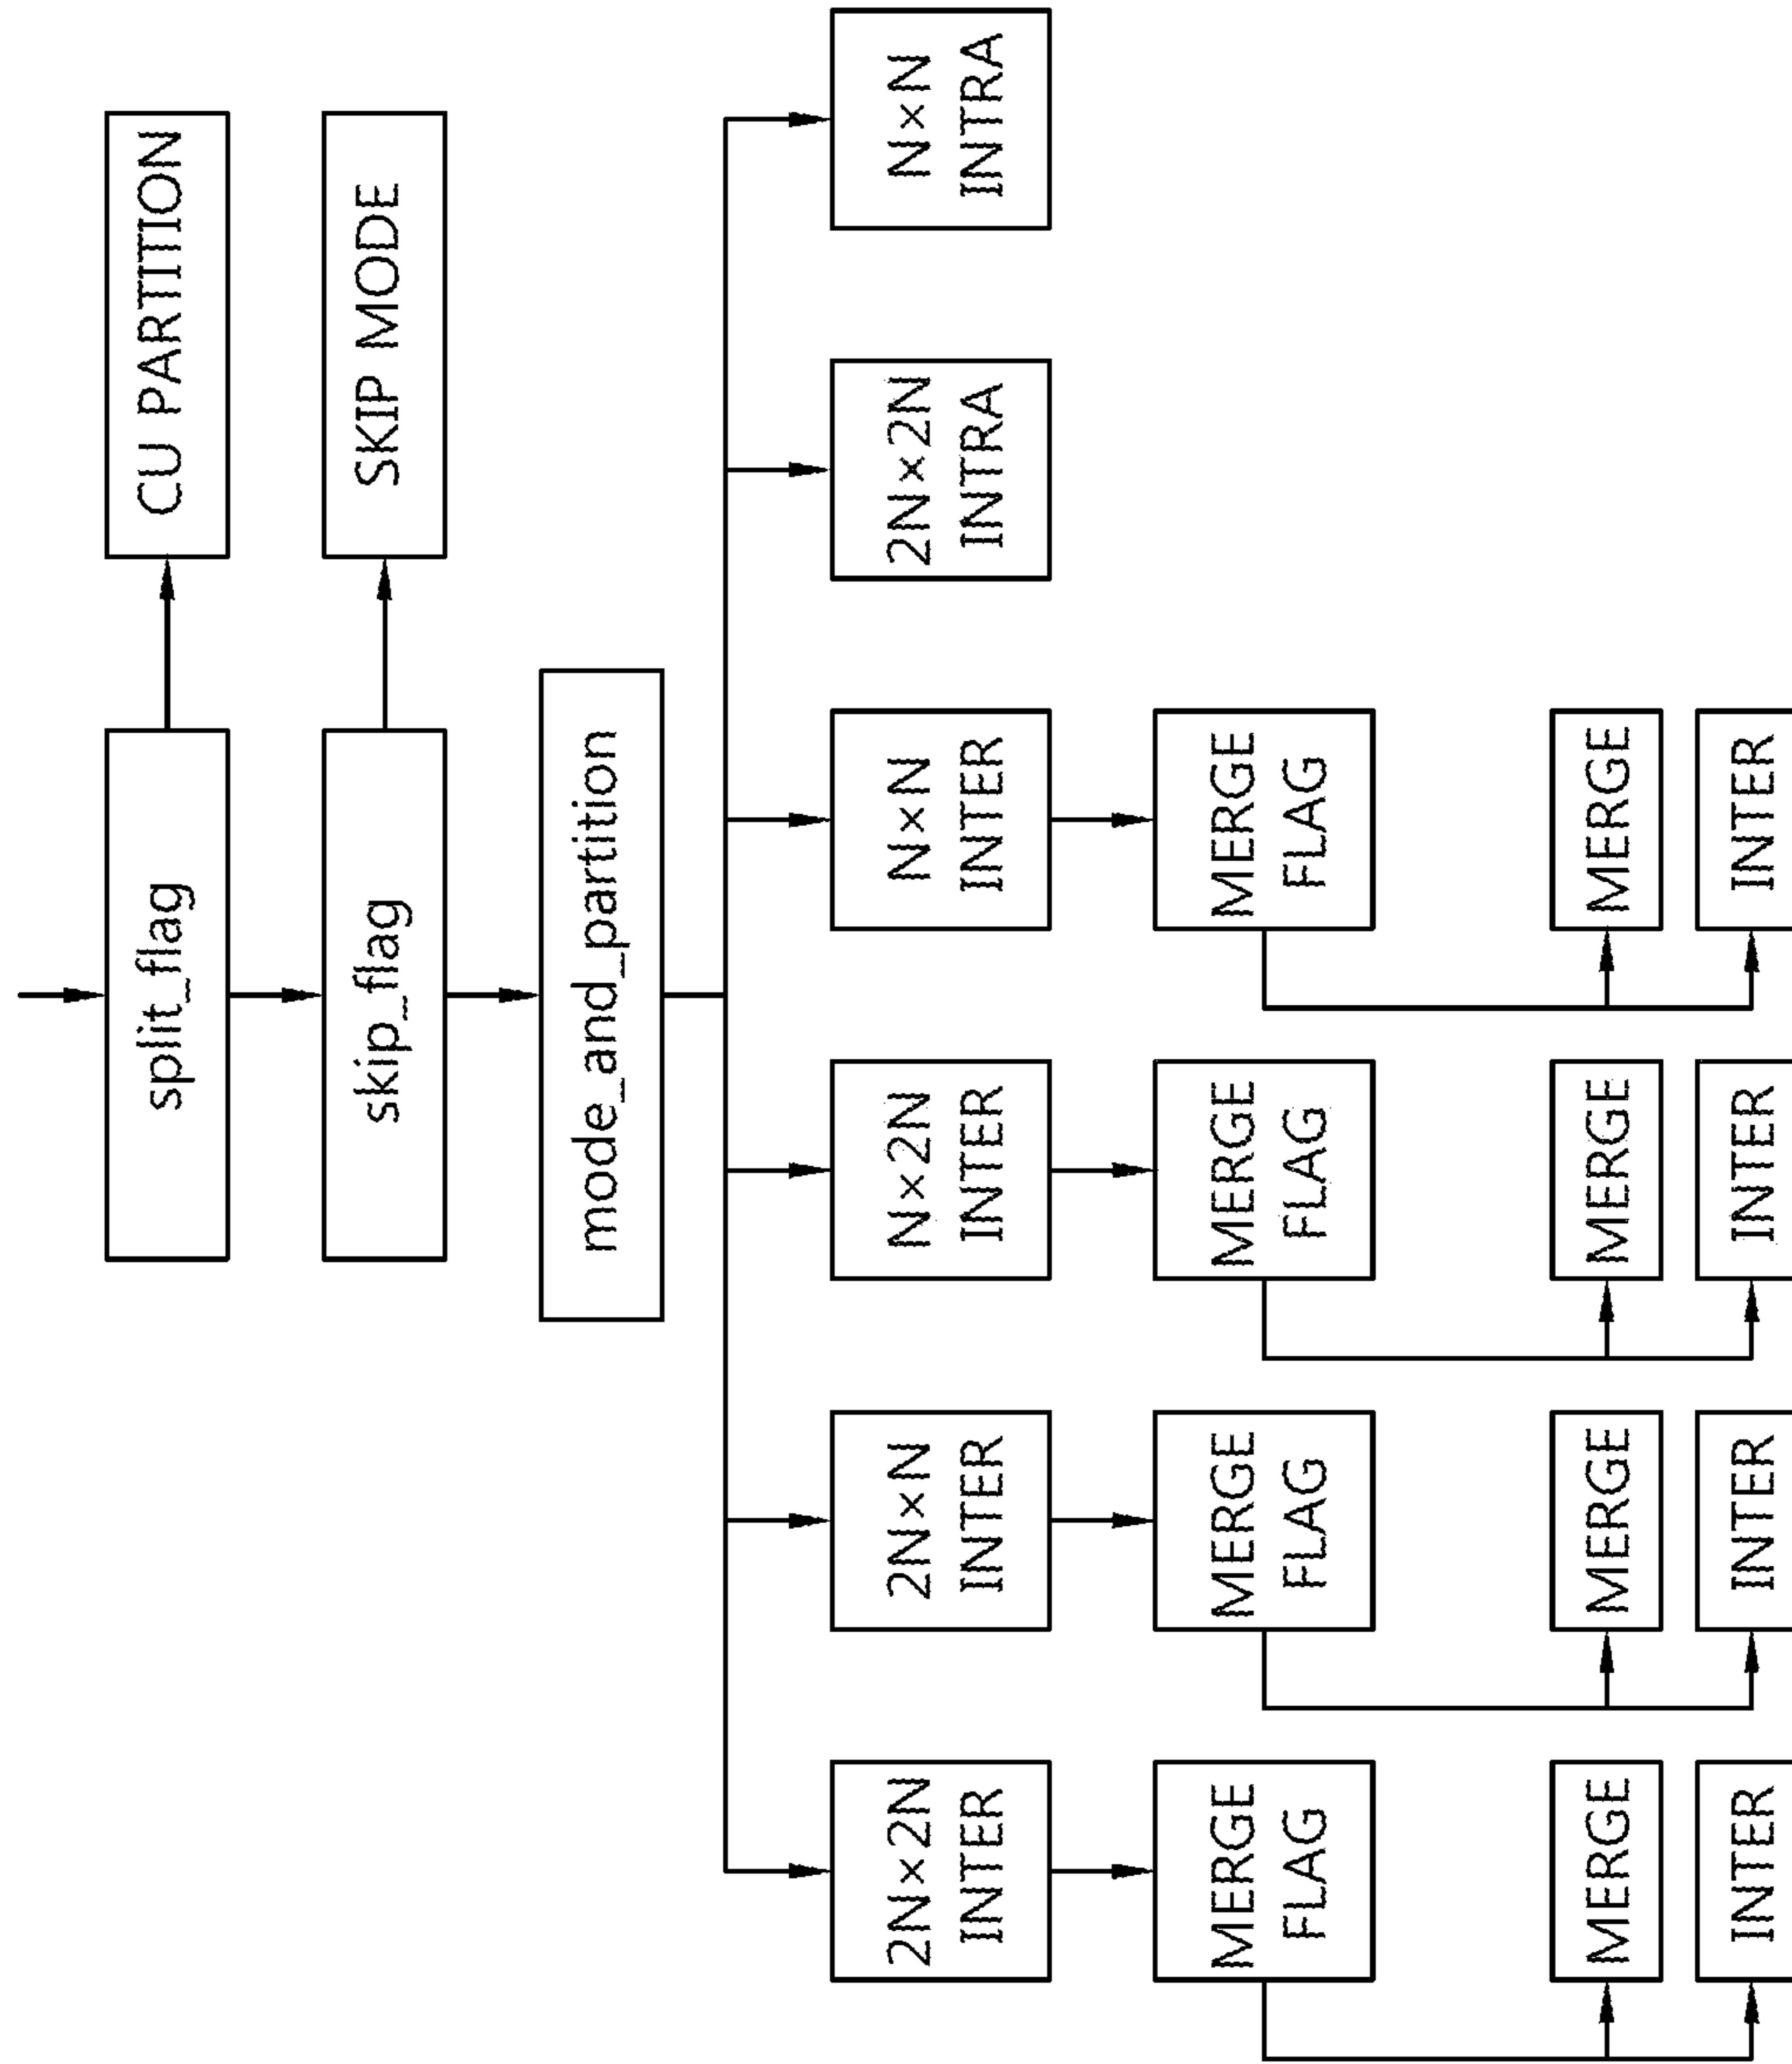 split_flag
CU PARTITION
skip_flag
SKIP MODE
mode_and_partition
2N×2N
INTER
2N×N
INTER
N×2N
INTER
N×N
INTER
2N×2N
INTRA
N×N
INTRA
MERGE
FLAG
MERGE
FLAG
MERGE
FLAG
MERGE
FLAG
MERGE
MERGE
MERGE
MERGE
INTER
INTER
INTER
INTER